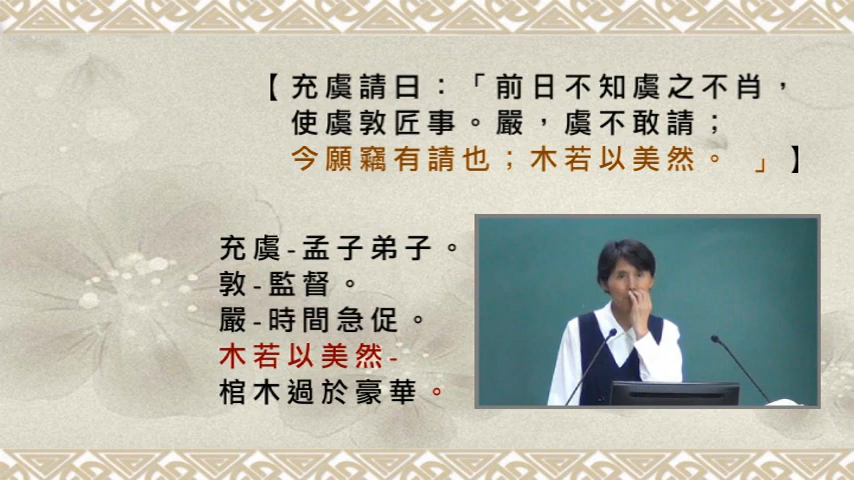 【充虞請曰：「前日不知虞之不肖，
使虞敦匠事。嚴，虞不敢請；
今願竊有請也；木若以美然。 」】
充虞-孟子弟子。
敦-監督。
嚴-時間急促。
木若以美然-
棺木過於豪華。